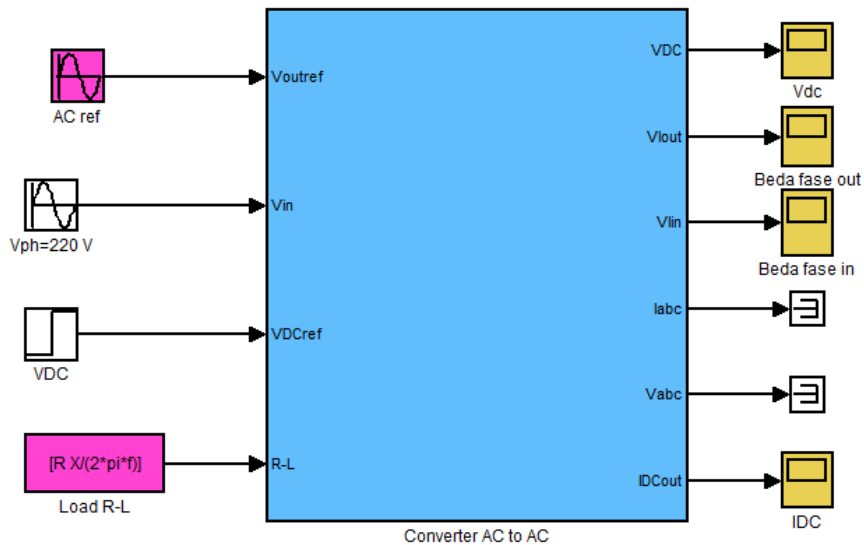 AC ref
Vph=220 V
VDC
[R X/(2*pi*f)]
Load R-L
Voutref
Vin
VDCref
R-L
VDC
VIout
VIin
Iabc
Vabc
IDCout
Converter AC to AC
Vdc
Beda fase out
Beda fase in
IDC